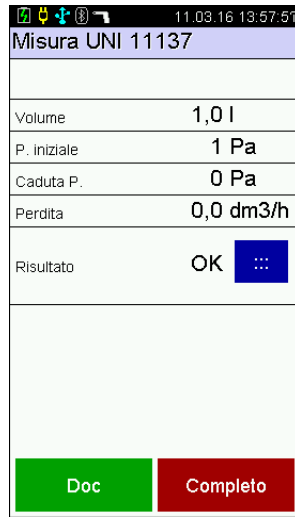 11.03.16 13:57:57
Misura UNI 11137
Volume 1,0 l
P. iniziale 1 Pa
Caduta P. 0 Pa
Perdita 0,0 dm3/h
Risultato OK :::
Doc Completo